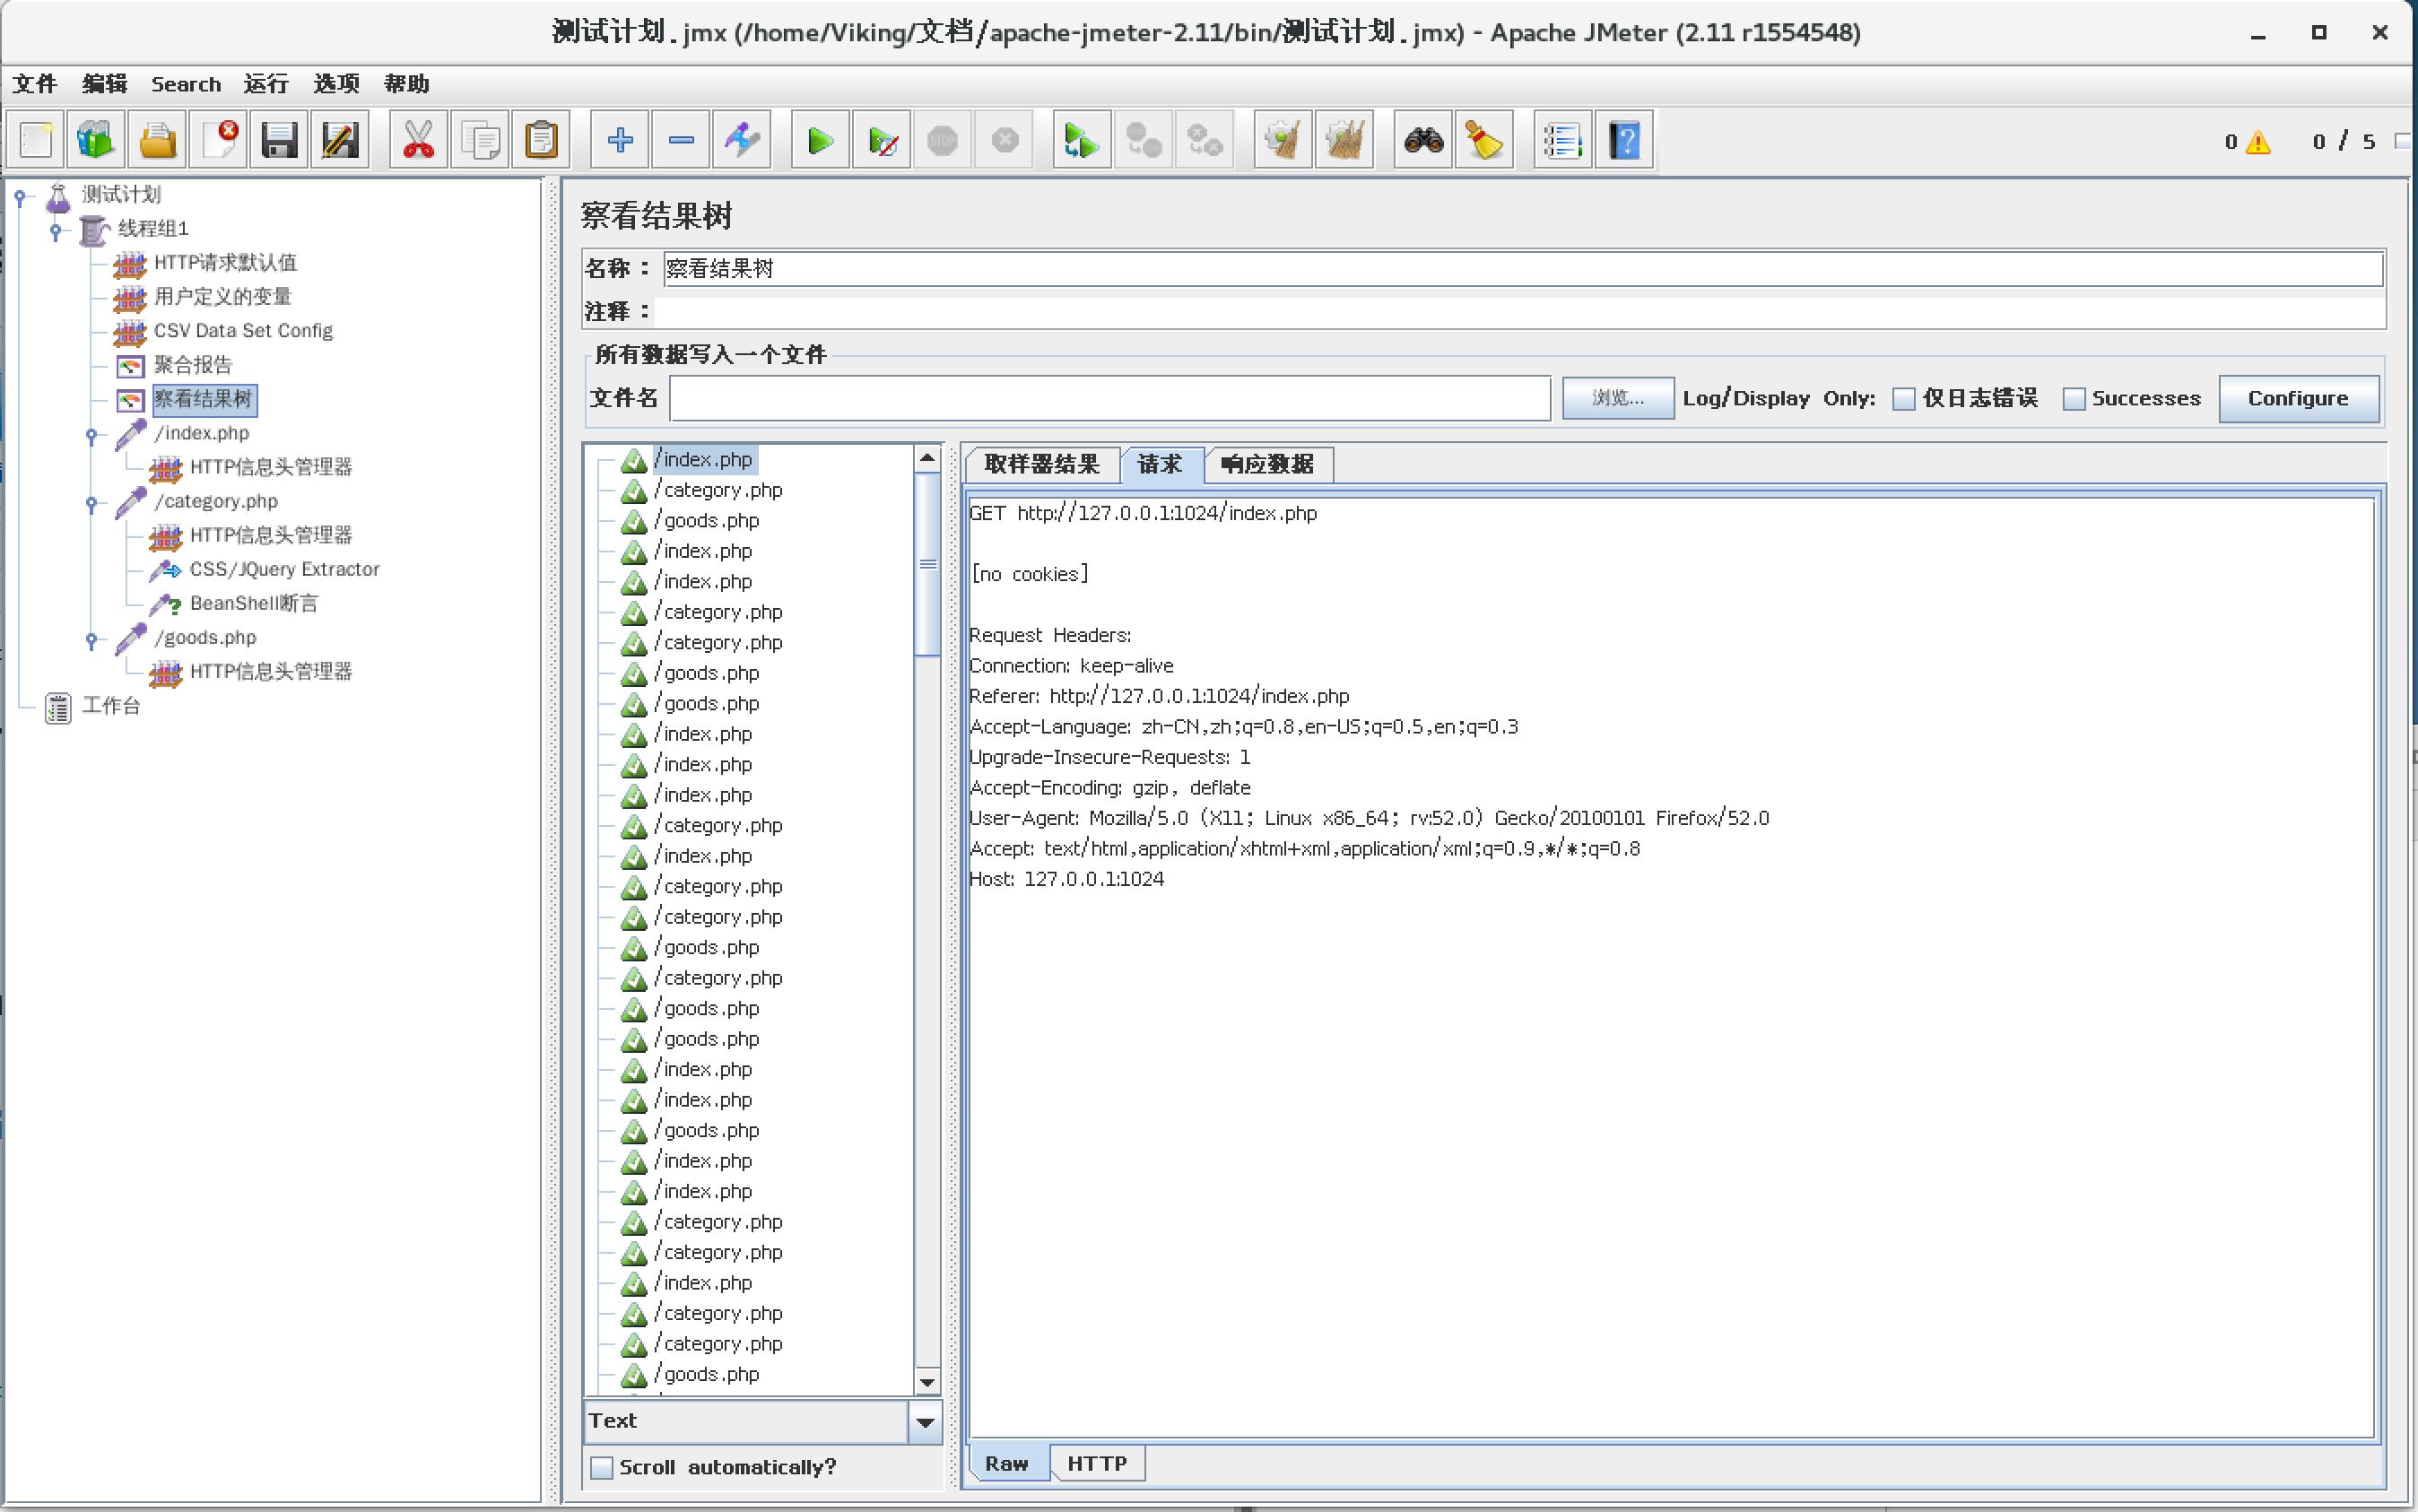 测试计划.jmx (/home/Viking/文档/apache-jmeter-2.11/bin/测试计划.jmx) - Apache JMeter (2.11 r1554548)
文件 编辑 Search 运行 选项 帮助
STOP
0 0 / 5
测试计划
线程组1
HTTP请求默认值
用户定义的变量
CSV Data Set Config
聚合报告
察看结果树
/index.php
HTTP信息头管理器
/category.php
HTTP信息头管理器
CSS/JQuery Extractor
BeanShell断言
/goods.php
HTTP信息头管理器
工作台
察看结果树
名称： 察看结果树
注释：
所有数据写入一个文件
文件名 浏览... Log/Display Only: 仅日志错误 Successes Configure
/index.php
/category.php
/goods.php
/index.php
/index.php
/category.php
/category.php
/goods.php
/goods.php
/index.php
/index.php
/index.php
/category.php
/index.php
/category.php
/category.php
/goods.php
/category.php
/goods.php
/goods.php
/index.php
/index.php
/goods.php
/index.php
/index.php
/category.php
/category.php
/index.php
/category.php
/category.php
/goods.php
Text
Scroll automatically?
取样器结果 请求 响应数据
GET http://127.0.0.1:1024/index.php
[no cookies]
Request Headers:
Connection: keep-alive
Referer: http://127.0.0.1:1024/index.php
Accept-Language: zh-CN,zh;q=0.8,en-US;q=0.5,en;q=0.3
Upgrade-Insecure-Requests: 1
Accept-Encoding: gzip, deflate
User-Agent: Mozilla/5.0 (X11; Linux x86_64; rv:52.0) Gecko/20100101 Firefox/52.0
Accept: text/html,application/xhtml+xml,application/xml;q=0.9,*/*;q=0.8
Host: 127.0.0.1:1024
Raw HTTP